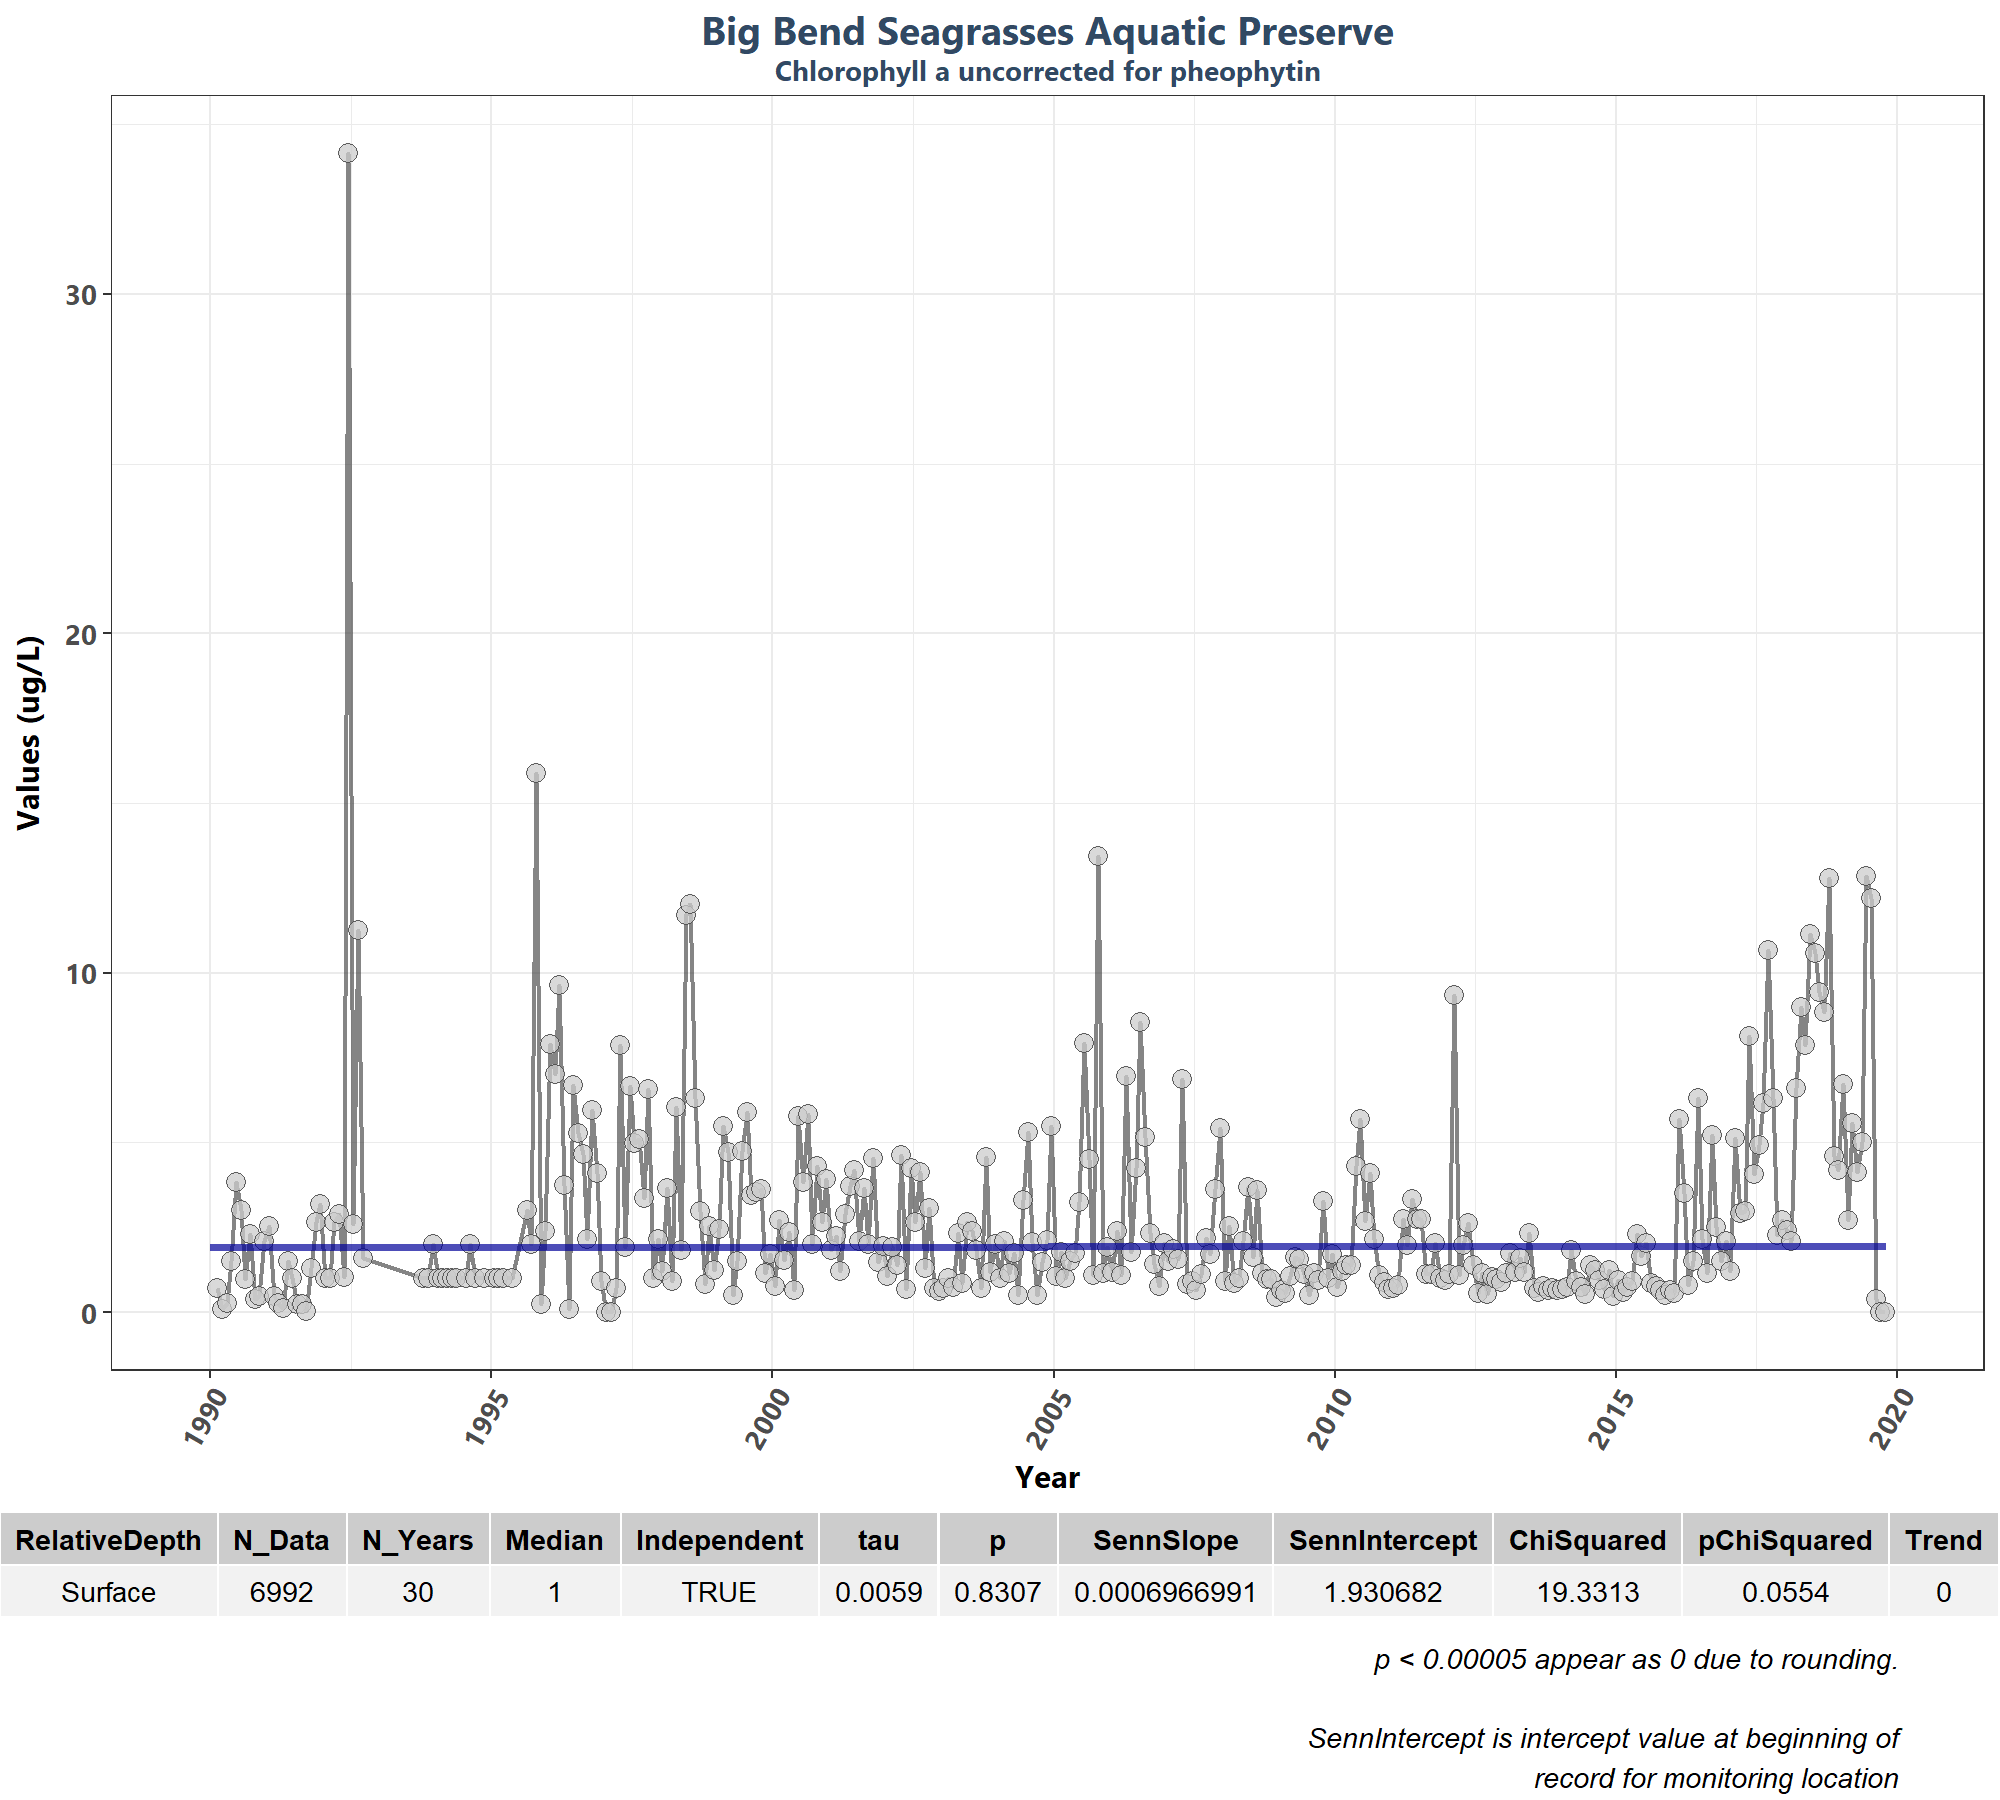 Big Bend Seagrasses Aquatic Preserve
Chlorophyll a uncorrected for pheophytin
Values (ug/L)
30
20
10
0
1990 1995 2000 2005 2010 2015 2020
Year
RelativeDepth N_Data N_Years Median Independent tau p SennSlope SennIntercept ChiSquared pChiSquared Trend
Surface 6992 30 1 TRUE 0.0059 0.8307 0.0006966991 1.930682 19.3313 0.0554 0
p < 0.00005 appear as 0 due to rounding.
SennIntercept is intercept value at beginning of
record for monitoring location